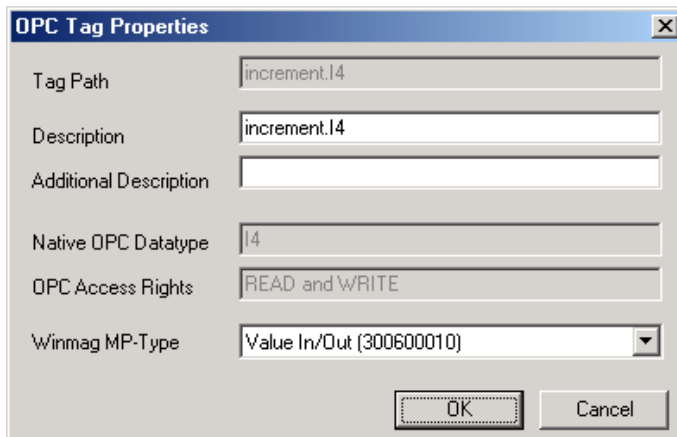 OPC Tag Properties
Tag Path increment.I4
Description increment.I4
Additional Description
Native OPC Datatype I4
OPC Access Rights READ and WRITE
Winmag MP-Type Value In/Out (300600010)
OK Cancel